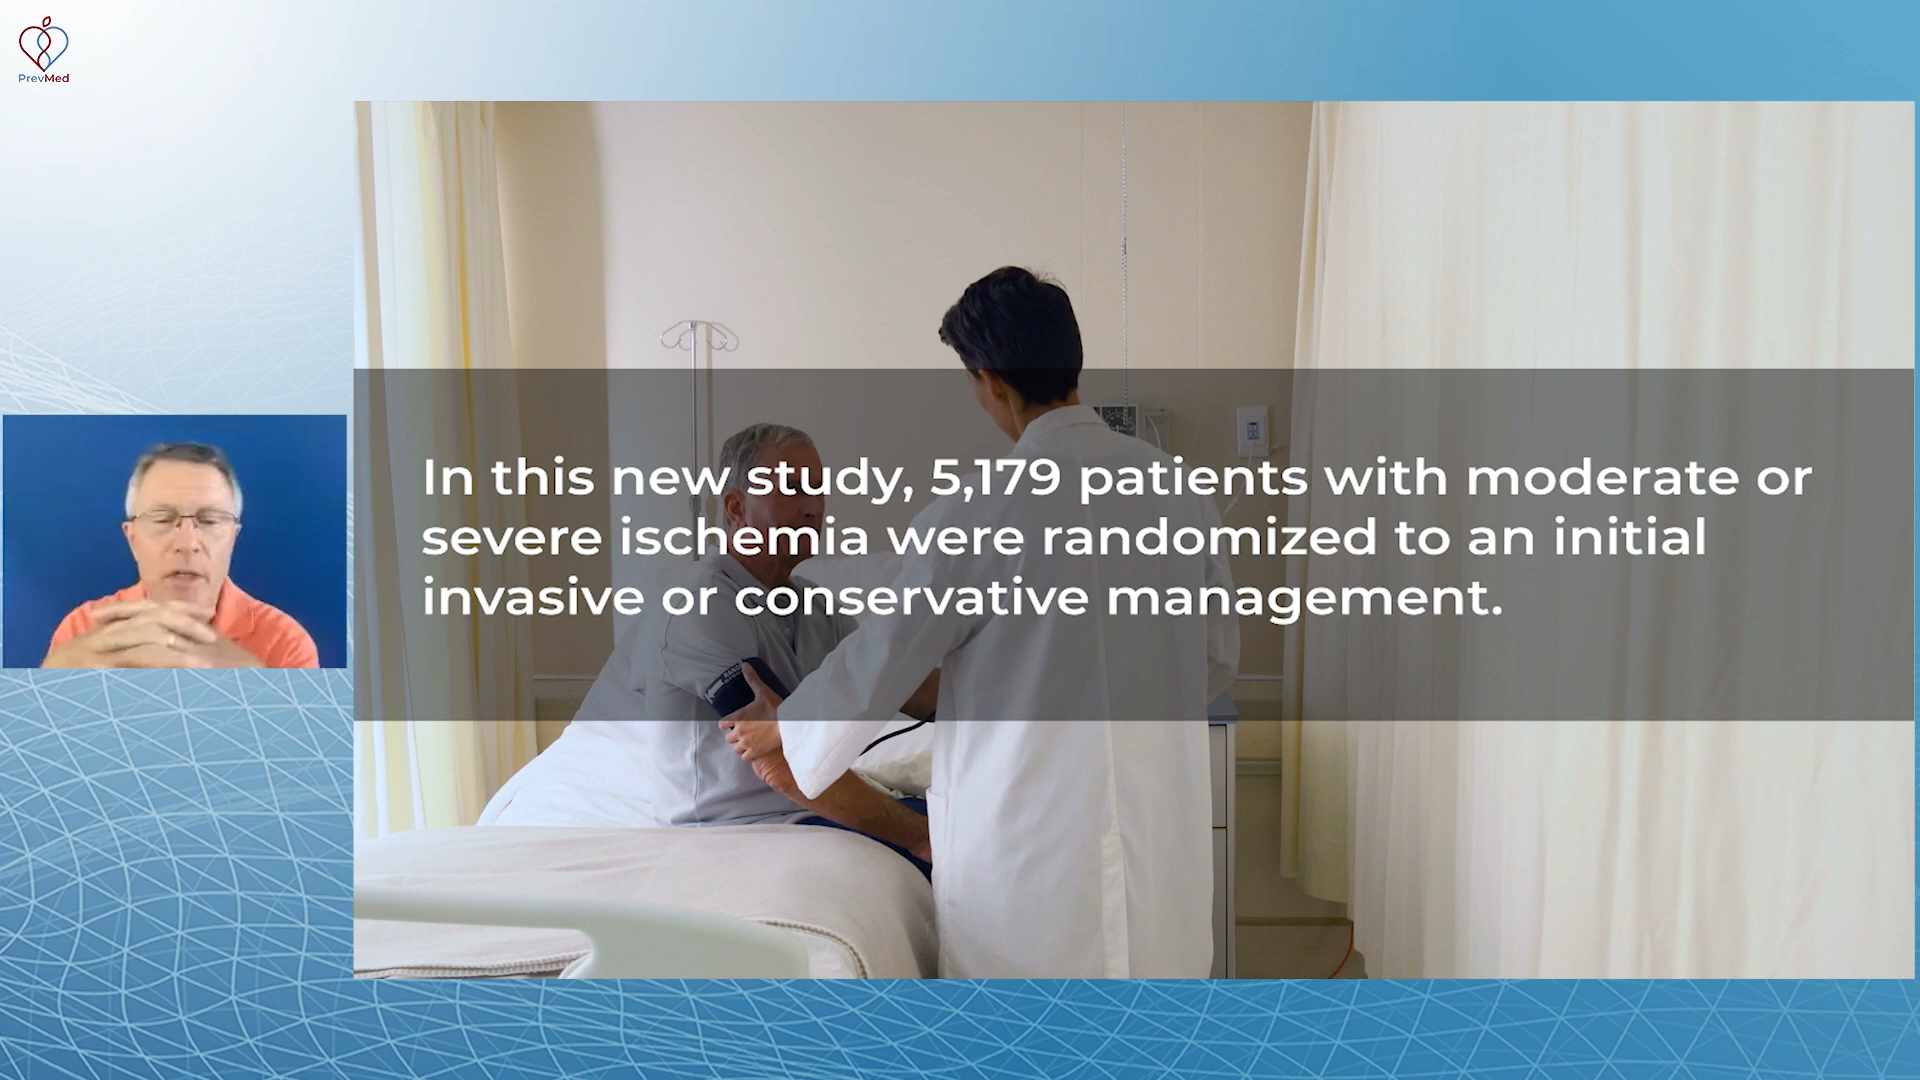 PrevMed
In this new study, 5,179 patients with moderate or
severe ischemia were randomized to an initial
invasive or conservative management.